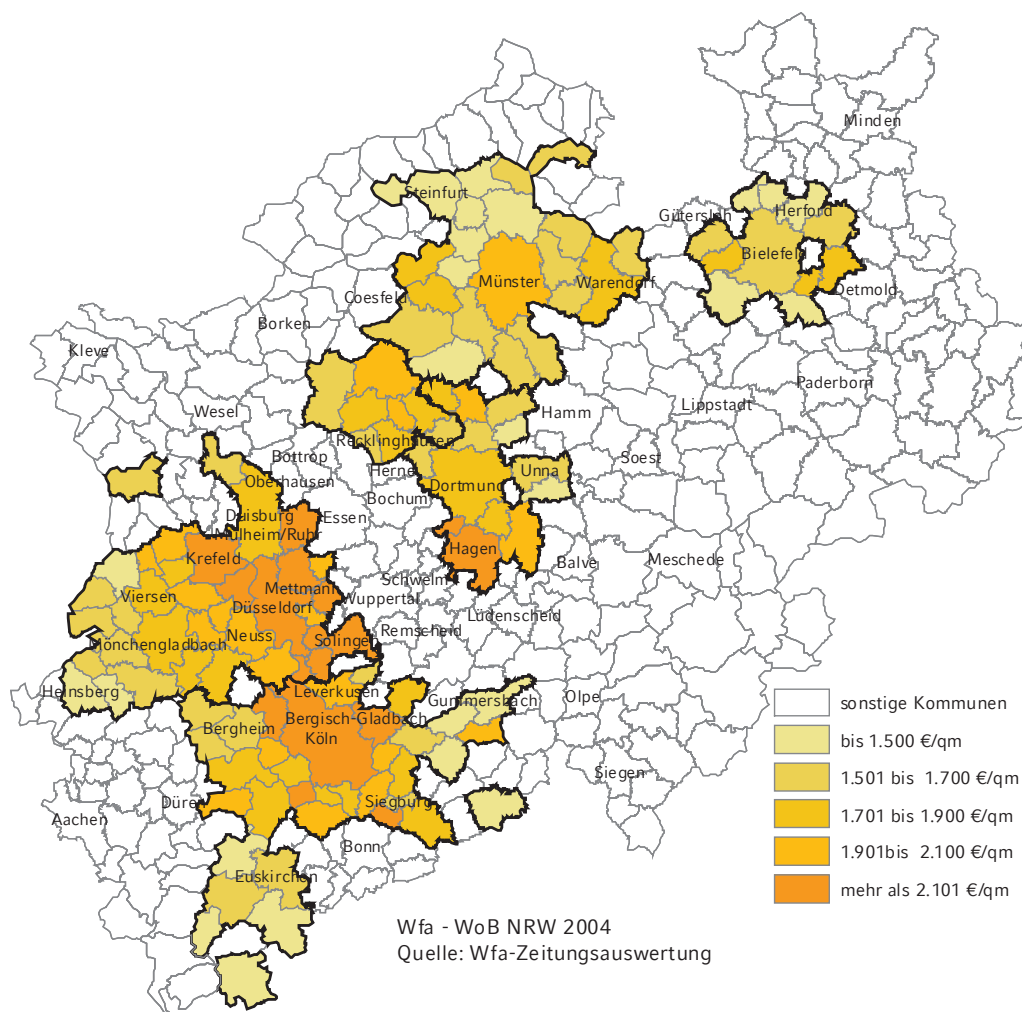 Minden
Steinfurt
Gütersloh
Herford
Bielefeld
Münster
Warendorf
Detmold
Coesfeld
Borken
Kleve
Paderborn
Wesel
Hamm
Lippstadt
Recklinghausen
Bottrop
Soest
Herne
Unna
Oberhausen
Dortmund
Bochum
Duisburg
Essen
Mülheim/Ruhr
Krefeld
Hagen
Balve
Meschede
Schwelm
Mettmann
Viersen
Wuppertal
Düsseldorf
Lüdenscheid
Neuss
Remscheid
Mönchengladbach
Solingen
Heinsberg
Leverkusen
Gummersbach
Olpe
sonstige Kommunen
Bergisch-Gladbach
Bergheim
Köln
bis 1.500 €/qm
Siegen
1.501 bis 1.700 €/qm
Düren
Siegburg
Aachen
1.701 bis 1.900 €/qm
Bonn
1.901bis 2.100 €/qm
Euskirchen
mehr als 2.101 €/qm
Wfa - WoB NRW 2004
Quelle: Wfa-Zeitungsauswertung